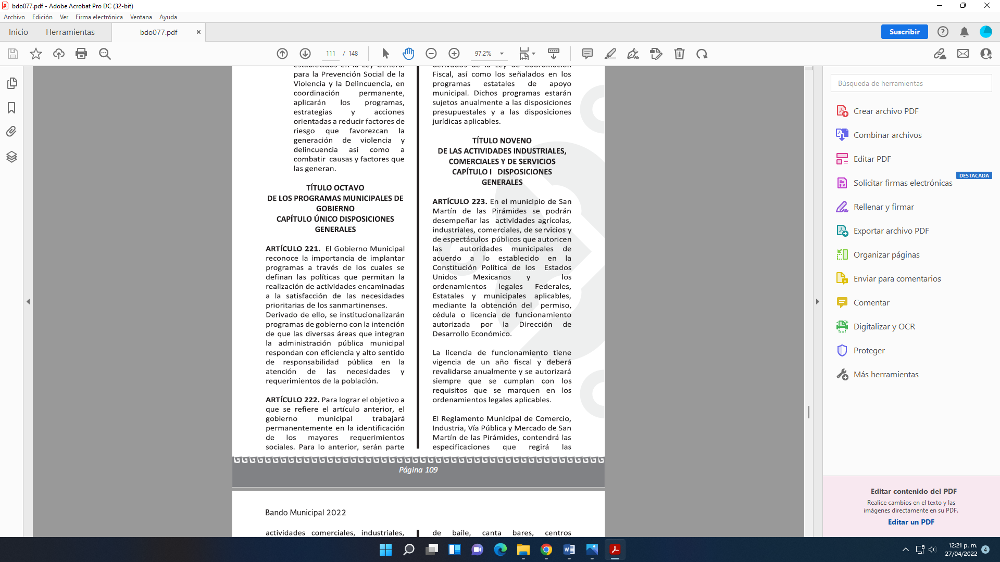 bdo077.pdf - Adobe Acrobat Pro DC (32-bit)
Archivo Edición Ver Firma electrónica Ventana Ayuda
Inicio Herramientas bdo077.pdf
Suscribir
111 / 148 97.2%
establecidos en la Ley General
para la Prevención Social de la
Violencia y la Delincuencia, en
coordinación permanente,
aplicarán los programas,
estrategias y acciones
orientadas a reducir factores de
riesgo que favorezcan la
generación de violencia y
delincuencia así como a
combatir causas y factores que
las generan.
TÍTULO OCTAVO
DE LOS PROGRAMAS MUNICIPALES DE
GOBIERNO
CAPÍTULO ÚNICO DISPOSICIONES
GENERALES
ARTÍCULO 221. El Gobierno Municipal
reconoce la importancia de implantar
programas a través de los cuales se
definan las políticas que permitan la
realización de actividades encaminadas
a la satisfacción de las necesidades
prioritarias de los sanmartinenses.
Derivado de ello, se institucionalizarán
programas de gobierno con la intención
de que las diversas áreas que integran
la administración pública municipal
respondan con eficiencia y alto sentido
de responsabilidad pública en la
atención de las necesidades y
requerimientos de la población.
ARTÍCULO 222. Para lograr el objetivo a
que se refiere el artículo anterior, el
gobierno municipal trabajará
permanentemente en la identificación
de los mayores requerimientos
sociales. Para lo anterior, serán parte
derivados de la Ley de Coordinación
Fiscal, así como los señalados en los
programas estatales de apoyo
municipal. Dichos programas estarán
sujetos anualmente a las disposiciones
presupuestales y a las disposiciones
jurídicas aplicables.
TÍTULO NOVENO
DE LAS ACTIVIDADES INDUSTRIALES,
COMERCIALES Y DE SERVICIOS
CAPÍTULO I DISPOSICIONES
GENERALES
ARTÍCULO 223. En el municipio de San
Martín de las Pirámides se podrán
desempeñar las actividades agrícolas,
industriales, comerciales, de servicios y
de espectáculos públicos que autoricen
las autoridades municipales de
acuerdo a lo establecido en la
Constitución Política de los Estados
Unidos Mexicanos y los
ordenamientos legales Federales,
Estatales y municipales aplicables,
mediante la obtención del permiso,
cédula o licencia de funcionamiento
autorizada por la Dirección de
Desarrollo Económico.
La licencia de funcionamiento tiene
vigencia de un año fiscal y deberá
revalidarse anualmente y se autorizará
siempre que se cumplan con los
requisitos que se marquen en los
ordenamientos legales aplicables.
El Reglamento Municipal de Comercio,
Industria, Vía Pública y Mercado de San
Martín de las Pirámides, contendrá las
especificaciones que regirá las
Página 109
Bando Municipal 2022
actividades comerciales, industriales,
de baile, canta bares, centros
Búsqueda de herramientas
Crear archivo PDF
Combinar archivos
Editar PDF
DESTACADA
Solicitar firmas electrónicas
Rellenar y firmar
Exportar archivo PDF
Organizar páginas
Enviar para comentarios
Comentar
Digitalizar y OCR
Proteger
Más herramientas
Editar contenido del PDF
Realice cambios en el texto y las
imágenes directamente en su PDF.
Editar un PDF
12:21 p. m.
27/04/2022
4